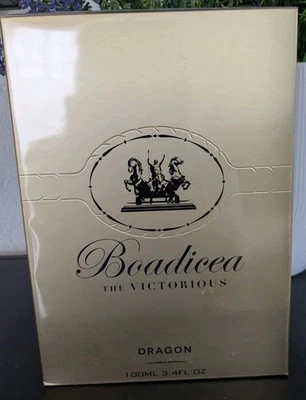 Boadicea
THE VICTORIOUS
DRAGON
100ML 3.4FL OZ